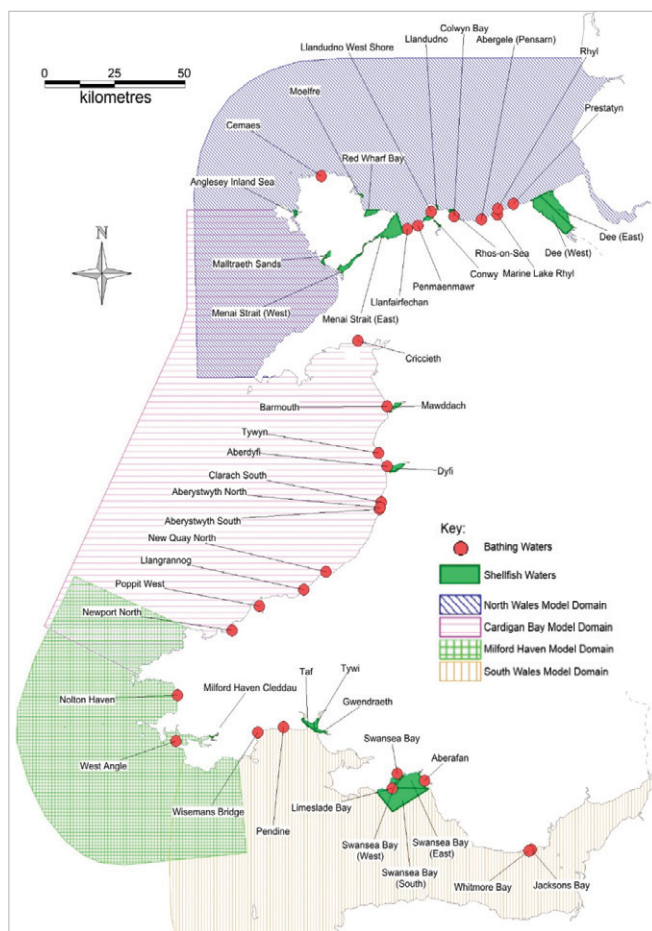 Colwyn Bay
Llandudno
Abergele (Pensarn)
Llandudno West Shore
Rhyl
0 25 50
kilometres
Moelfre
Prestatyn
Cemaes
Red Wharf Bay
Anglesey Inland Sea
N
Dee (East)
Rhos-on-Sea
Dee (West)
Malltraeth Sands
Conwy
Marine Lake Rhyl
Penmaenmawr
Menai Strait (West)
Llanfairfechan
Menai Strait (East)
Criccieth
Barmouth
Mawddach
Tywyn
Aberdyfi
Dyfi
Clarach South
Aberystwyth North
Aberystwyth South
New Quay North
Llangrannog
Poppit West
Newport North
Key:
Bathing Waters
Shellfish Waters
North Wales Model Domain
Cardigan Bay Model Domain
Milford Haven Model Domain
South Wales Model Domain
Milford Haven Cleddau
Taf
Tywi
Nolton Haven
Gwendraeth
Swansea Bay
Aberafan
West Angle
Wisemans Bridge
Limeslade Bay
Pendine
Swansea Bay
(West)
Swansea Bay
(East)
Swansea Bay
(South)
Whitmore Bay
Jacksons Bay